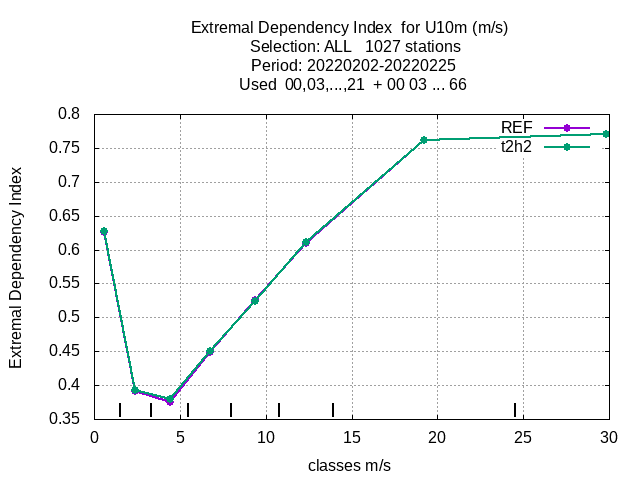 Extremal Dependency Index  for U10m (m/s)
Selection: ALL   1027 stations
Period: 20220202-20220225
Used  00,03,...,21  + 00 03 ... 66
0.8
0.75
0.7
0.65
0.6
0.55
0.5
0.45
0.4
0.35
Extremal Dependency Index
REF
t2h2
0 5 10 15 20 25 30
classes m/s